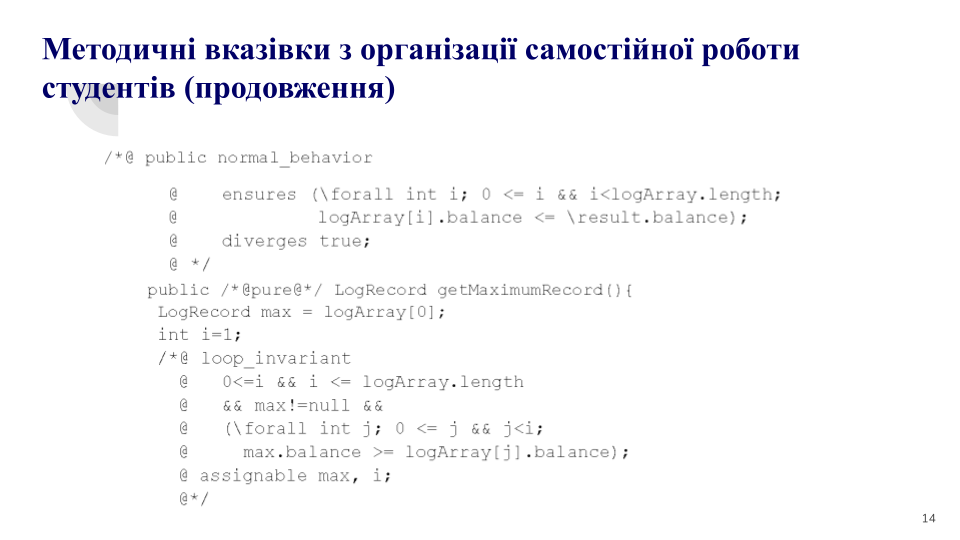 Методичні вказівки з організації самостійної роботи
студентів (продовження)
/*@ public normal_behavior
@ ensures (\forall int i; 0 <= i && i<logArray.length;
@ logArray[i].balance <= \result.balance);
@ diverges true;
@ */
public /*@pure@*/ LogRecord getMaximumRecord(){
LogRecord max = logArray[0];
int i=1;
/*@ loop_invariant
@ 0<=i && i <= logArray.length
@ && max!=null &&
@ (\forall int j; 0 <= j && j<i;
@ max.balance >= logArray[j].balance);
@ assignable max, i;
@*/
14